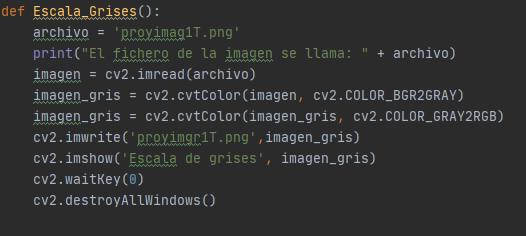 def Escala_Grises():
    archivo = 'proyimag1T.png'
    print("El fichero de la imagen se llama: " + archivo)
    imagen = cv2.imread(archivo)
    imagen_gris = cv2.cvtColor(imagen, cv2.COLOR_BGR2GRAY)
    imagen_gris = cv2.cvtColor(imagen_gris, cv2.COLOR_GRAY2RGB)
    cv2.imwrite('proyimgr1T.png',imagen_gris)
    cv2.imshow('Escala de grises', imagen_gris)
    cv2.waitKey(0)
    cv2.destroyAllWindows()